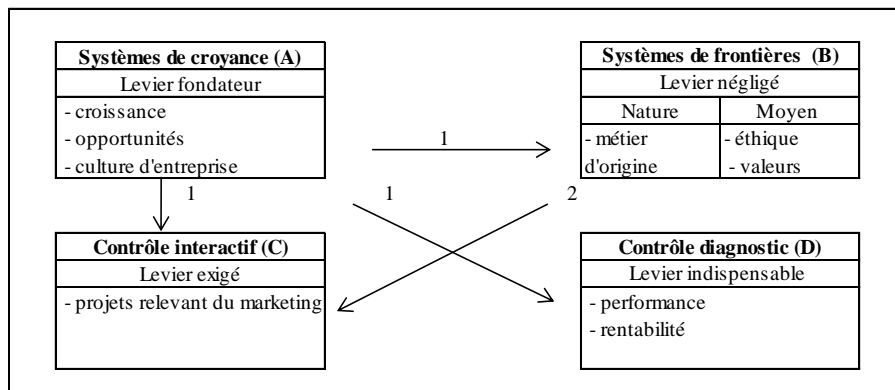 Systèmes de croyance (A)
Levier fondateur
- croissance
- opportunités
- culture d'entreprise
Systèmes de frontières (B)
Levier négligé
Nature
Moyen
- métier
d'origine
- éthique
- valeurs
1
1
1
2
Contrôle interactif (C)
Levier exigé
- projets relevant du marketing
Contrôle diagnostic (D)
Levier indispensable
- performance
- rentabilité